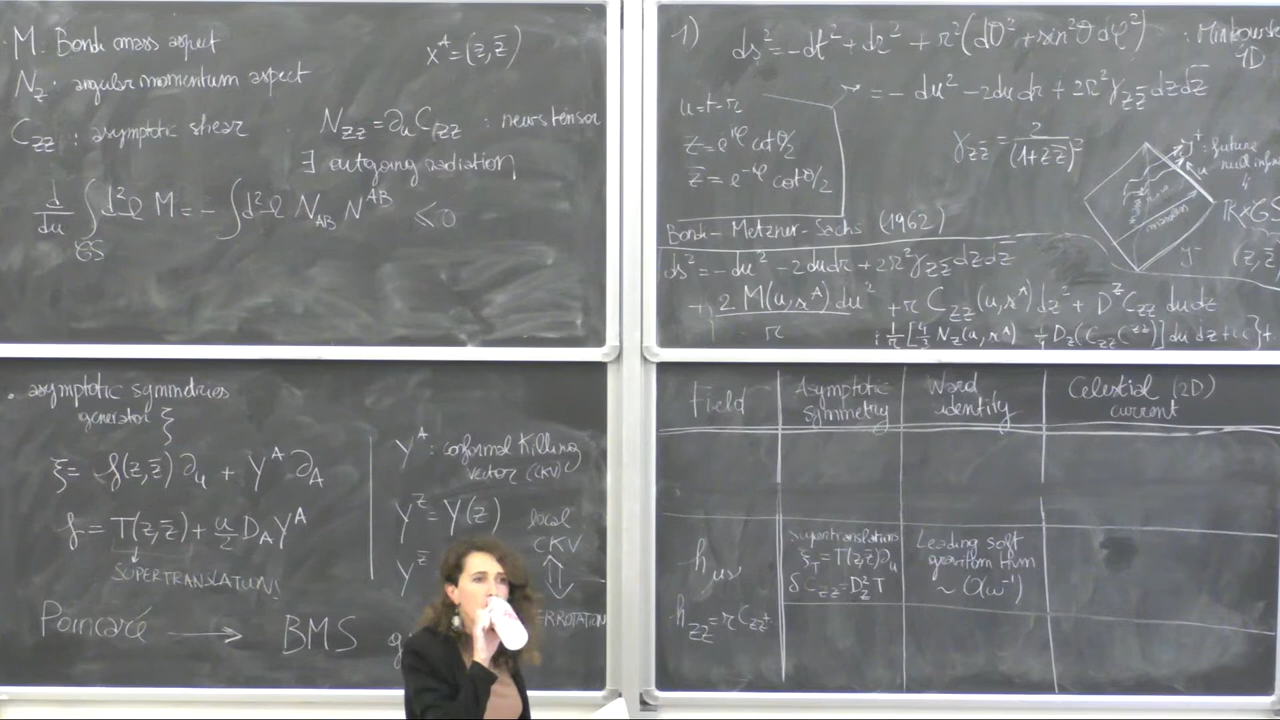 M. Bondi mass aspect
x^A = (z, z̄)
N_z : angular momentum aspect
C_zz : asymptotic shear
N_zz = ∂_u C_zz : news tensor
∃ outgoing radiation
d/du ∫_CS d²Ω M = - ∫ d²Ω N_AB N^AB ≤ 0
1) ds² = -dt² + dr² + r²(dθ² + sin²θ dφ²) : Minkowski 4D
= - du² - 2du dr + 2r² γ_zz̄ dz dz̄
u = t - r
z = e^iφ cot θ/2
z̄ = e^-iφ cot θ/2
γ_zz̄ = 2/(1+zz̄)²
J^+ : future
null
u
ℝ×CS
(z, z̄)
J^-
Bondi-Metzner-Sachs (1962)
ds² = -du² - 2du dr + 2r² γ_zz̄ dz dz̄
+ 2M(u, x^A)/r du² + r C_zz(u, x^A) dz² + D^z C_zz du dz
+ 1/r [4/3 N_z(u, x^A) D_z(C_zz C^zz)] du dz + c.c } +
. asymptotic symmetries
generator ξ
ξ = f(z, z̄) ∂_u + Y^A ∂_A
f = T(z, z̄) + u/2 D_A Y^A
↓
SUPERTRANSLATIONS
Poincaré → BMS
Y^A : conformal Killing
vector (CKV)
Y^z = Y(z)
Y^z̄
local
CKV
⇕
ERROTATION
Field
Asymptotic
symmetry
Ward
identity
Celestial (2D)
current
h_μν
h_zz = r C_zz +
supertranslation
ξ_T = T(z, z̄)∂_u
δ C_zz = D_z² T
Leading soft
graviton thm
~ O(ω^-1)